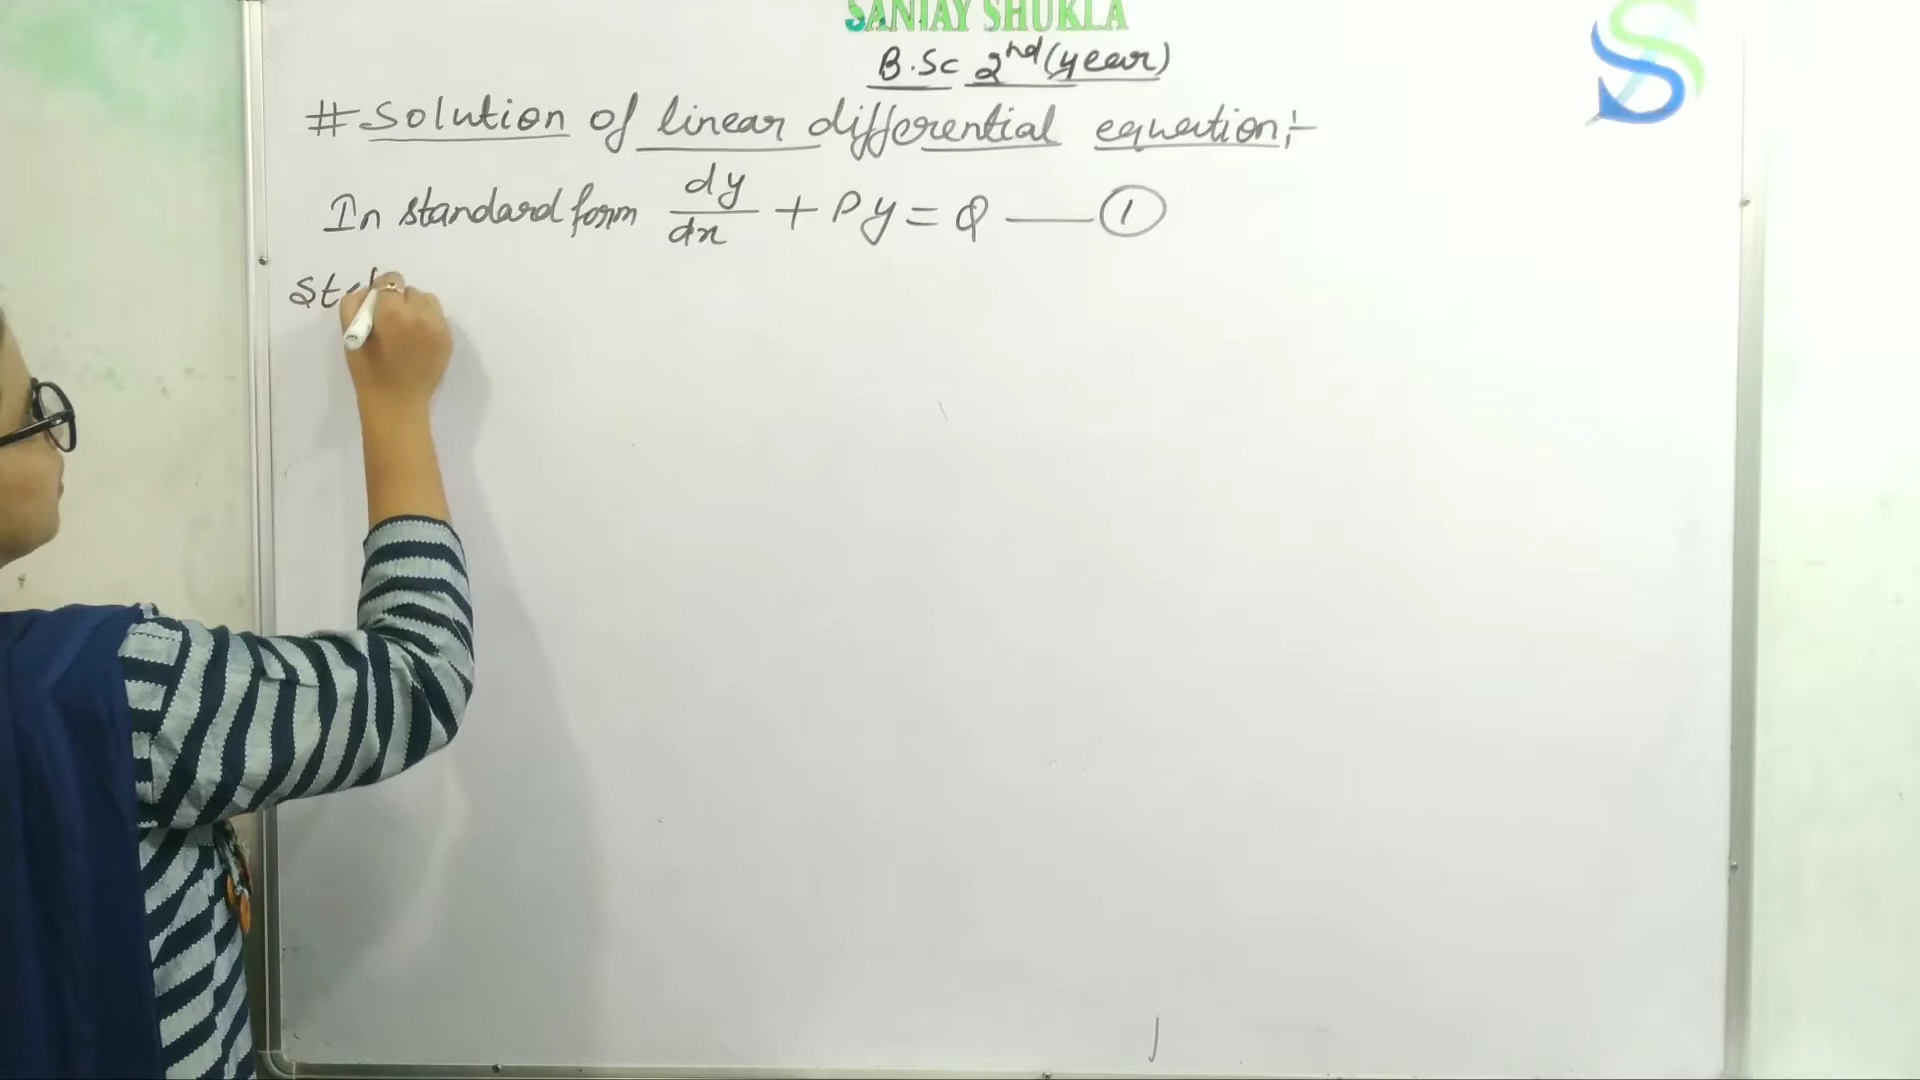 SANJAY SHUKLA
B.Sc 2nd (year)
# Solution of linear differential equation:-
In standard form dy/dx + Py = Q —— ①